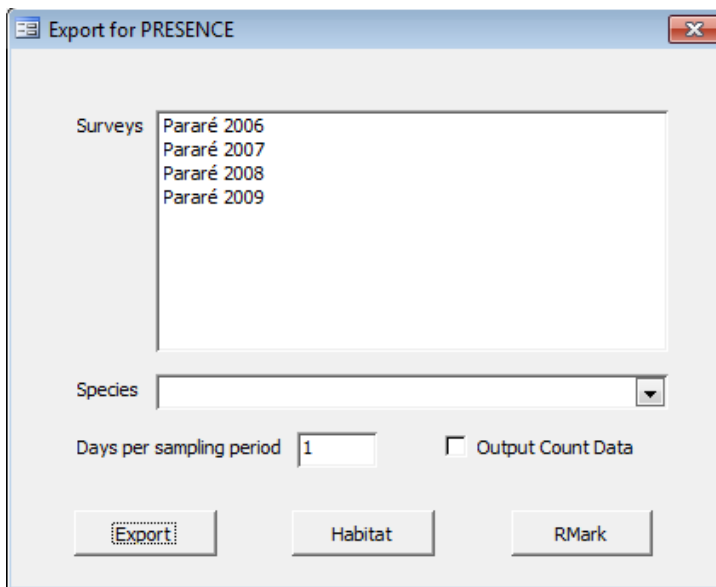 Export for PRESENCE
Surveys
Pararé 2006
Pararé 2007
Pararé 2008
Pararé 2009
Species
Days per sampling period 1 Output Count Data
Export Habitat RMark